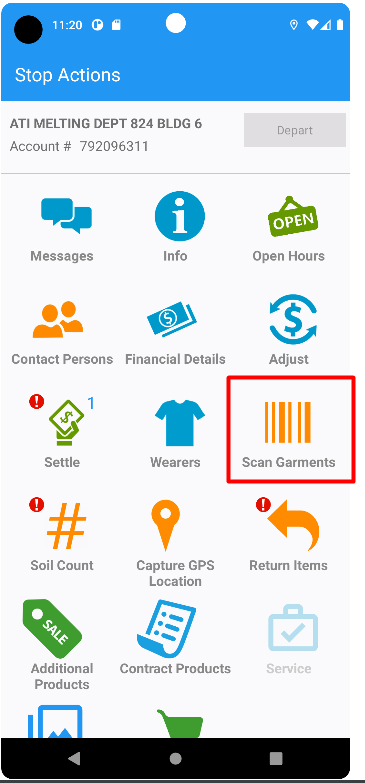 11:20
Stop Actions
ATI MELTING DEPT 824 BLDG 6
Depart
Account # 792096311
OPEN
Messages
Info
Open Hours
Contact Persons
Financial Details
Adjust
1
Settle
Wearers
Scan Garments
Soil Count
Capture GPS
Location
Return Items
SALE
Additional
Products
Contract Products
Service